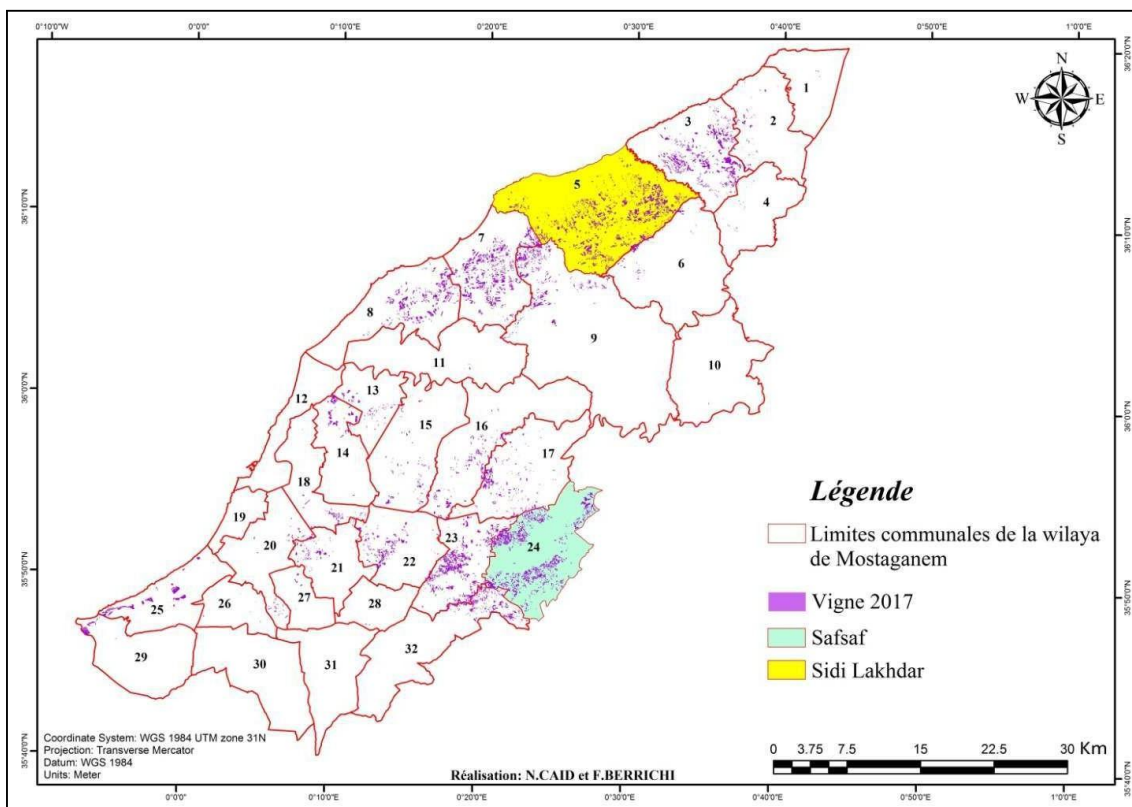 0°10'0"W 0°0'0" 0°10'0"E 0°20'0"E 0°30'0"E 0°40'0"E 0°50'0"E 1°0'0"E
36°20'0"N
36°10'0"N
36°0'0"N
35°50'0"N
35°40'0"N
N
W E
S
1
2
3
4
5
6
7
8
9
10
11
12
13
14
15
16
17
18
19
20
21
22
23
24
25
26
27
28
29
30
31
32
Légende
Limites communales de la wilaya
de Mostaganem
Vigne 2017
Safsaf
Sidi Lakhdar
0 3.75 7.5 15 22.5 30 Km
Coordinate System: WGS 1984 UTM zone 31N
Projection: Transverse Mercator
Datum: WGS 1984
Units: Meter
Réalisation: N.CAID et F.BERRICHI
36°20'0"N
36°10'0"N
36°0'0"N
35°50'0"N
35°40'0"N
0°0'0" 0°10'0"E 0°20'0"E 0°30'0"E 0°40'0"E 0°50'0"E 1°0'0"E